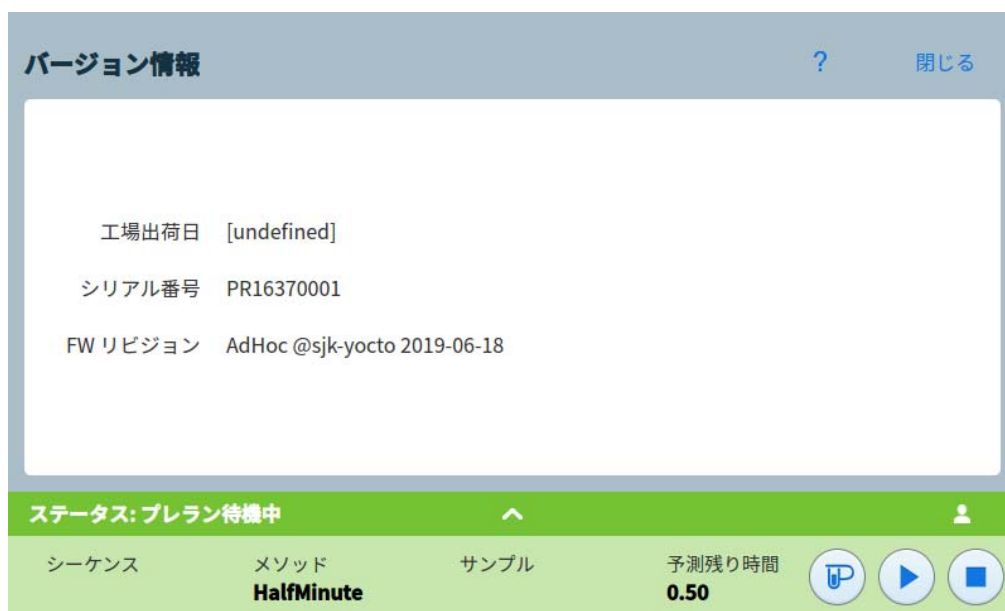 バージョン情報 ? 閉じる
工場出荷日 [undefined]
シリアル番号 PR16370001
FW リビジョン AdHoc @sjk-yocto 2019-06-18
ステータス: プレラン待機中
シーケンス メソッド サンプル 予測残り時間
HalfMinute 0.50